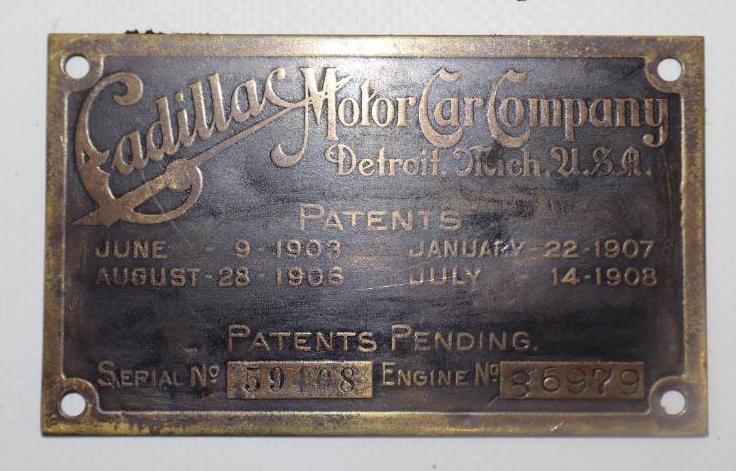 Cadillac Motor Car Company
Detroit, Mich. U.S.A.
PATENTS
JUNE - 9 - 1903 JANUARY - 22 - 1907
AUGUST - 28 - 1906 JULY - 14 - 1908
PATENTS PENDING.
SERIAL No ENGINE No 36979